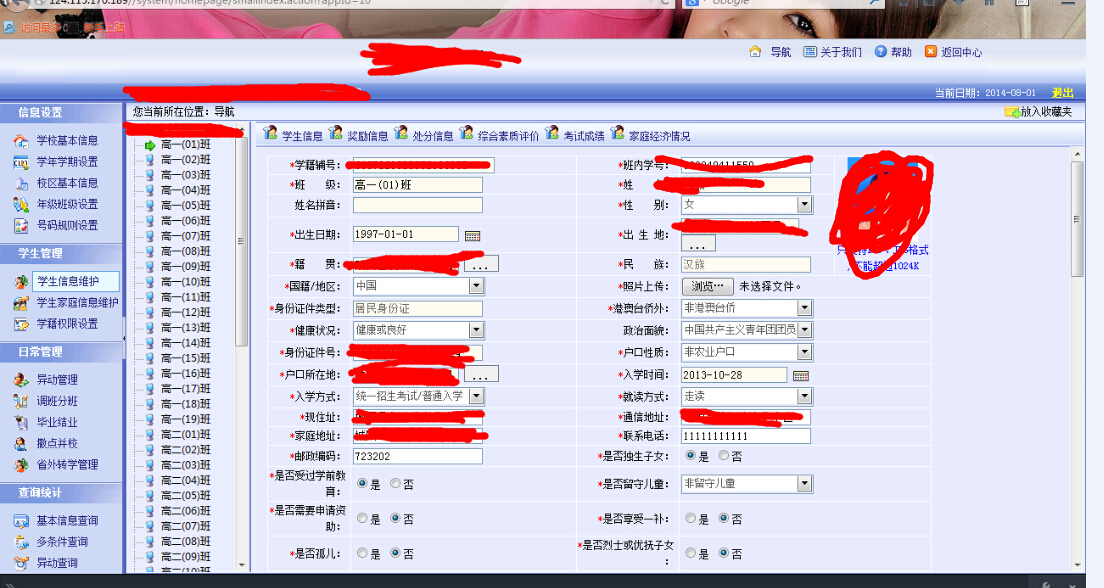 124.115.170.189//system/homepage/smallindex.action?appId=10
Google
访问最多
导航 关于我们 帮助 返回中心
当前日期：2014-08-01 退出
信息设置
您当前所在位置：导航
放入收藏夹
学校基本信息
学年学期设置
校区基本信息
年级班级设置
号码规则设置
学生管理
学生信息维护
学生家庭信息维护
学籍权限设置
日常管理
异动管理
调班分班
毕业结业
撤点并校
省外转学管理
查询统计
基本信息查询
多条件查询
异动查询
高一(01)班
高一(02)班
高一(03)班
高一(04)班
高一(05)班
高一(06)班
高一(07)班
高一(08)班
高一(09)班
高一(10)班
高一(11)班
高一(12)班
高一(13)班
高一(14)班
高一(15)班
高一(16)班
高一(17)班
高一(18)班
高一(19)班
高二(01)班
高二(02)班
高二(03)班
高二(04)班
高二(05)班
高二(06)班
高二(07)班
高二(08)班
高二(09)班
高二(10)班
学生信息 奖励信息 处分信息 综合素质评价 考试成绩 家庭经济情况
*学籍辅号： *班内学号：
*班 级： 高一(01)班 *姓
姓名拼音： *性 别： 女
*出生日期： 1997-01-01 *出 生 地： ...
*籍 贯： ... *民 族： 汉族
格式
不能超过1024K
*国籍/地区： 中国 *照片上传： 浏览… 未选择文件。
*身份证件类型： 居民身份证 *港澳台侨外： 非港澳台侨
*健康状况： 健康或良好 政治面貌： 中国共产主义青年团团员
*身份证件号： *户口性质： 非农业户口
*户口所在地： ... *入学时间： 2013-10-28
*入学方式： 统一招生考试/普通入学 *就读方式： 走读
*现住址： *通信地址：
*家庭地址： *联系电话： 11111111111
*邮政编码： 723202 *是否独生子女： 是 否
*是否受过学前教育： 是 否 *是否留守儿童： 非留守儿童
*是否需要申请资助： 是 否 *是否享受一补： 是 否
*是否孤儿： 是 否 *是否烈士或优抚子女： 是 否